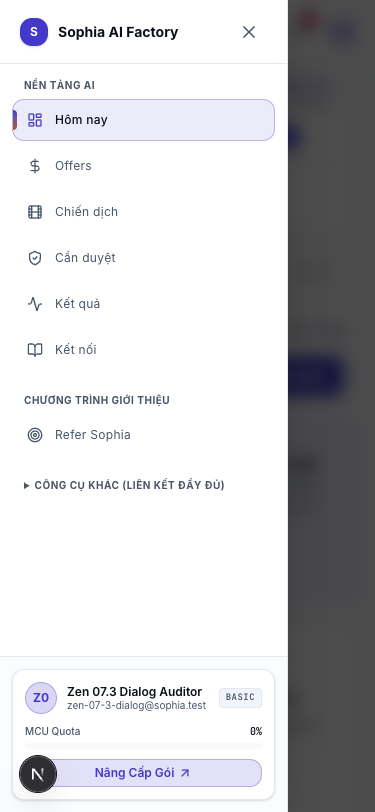 S Sophia AI Factory
NỀN TẢNG AI
Hôm nay
Offers
Chiến dịch
Cần duyệt
Kết quả
Kết nối
CHƯƠNG TRÌNH GIỚI THIỆU
Refer Sophia
CÔNG CỤ KHÁC (LIÊN KẾT ĐẦY ĐỦ)
Z0 Zen 07.3 Dialog Auditor BASIC
zen-07-3-dialog@sophia.test
MCU Quota 0%
N Nâng Cấp Gói